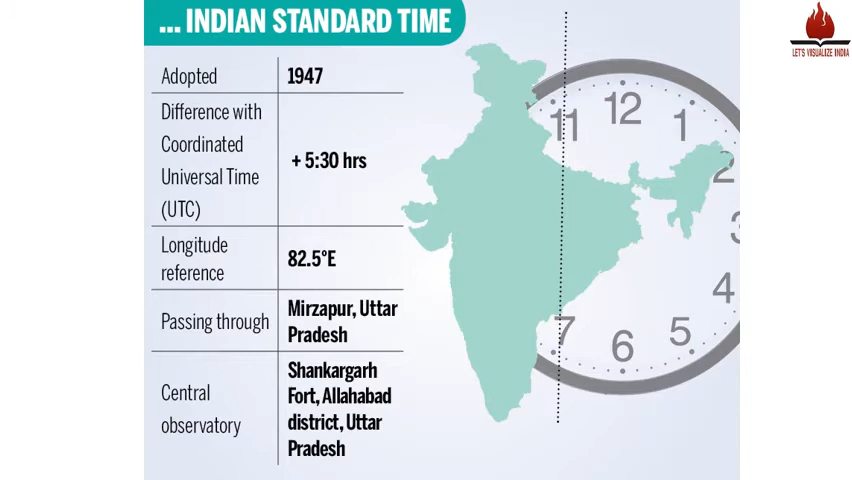 ... INDIAN STANDARD TIME
LET'S VISUALIZE INDIA
Adopted
1947
Difference with
Coordinated
Universal Time
(UTC)
+ 5:30 hrs
Longitude
reference
82.5°E
Passing through
Mirzapur, Uttar
Pradesh
Central
observatory
Shankargarh
Fort, Allahabad
district, Uttar
Pradesh
11
12
1
2
3
4
5
6
7